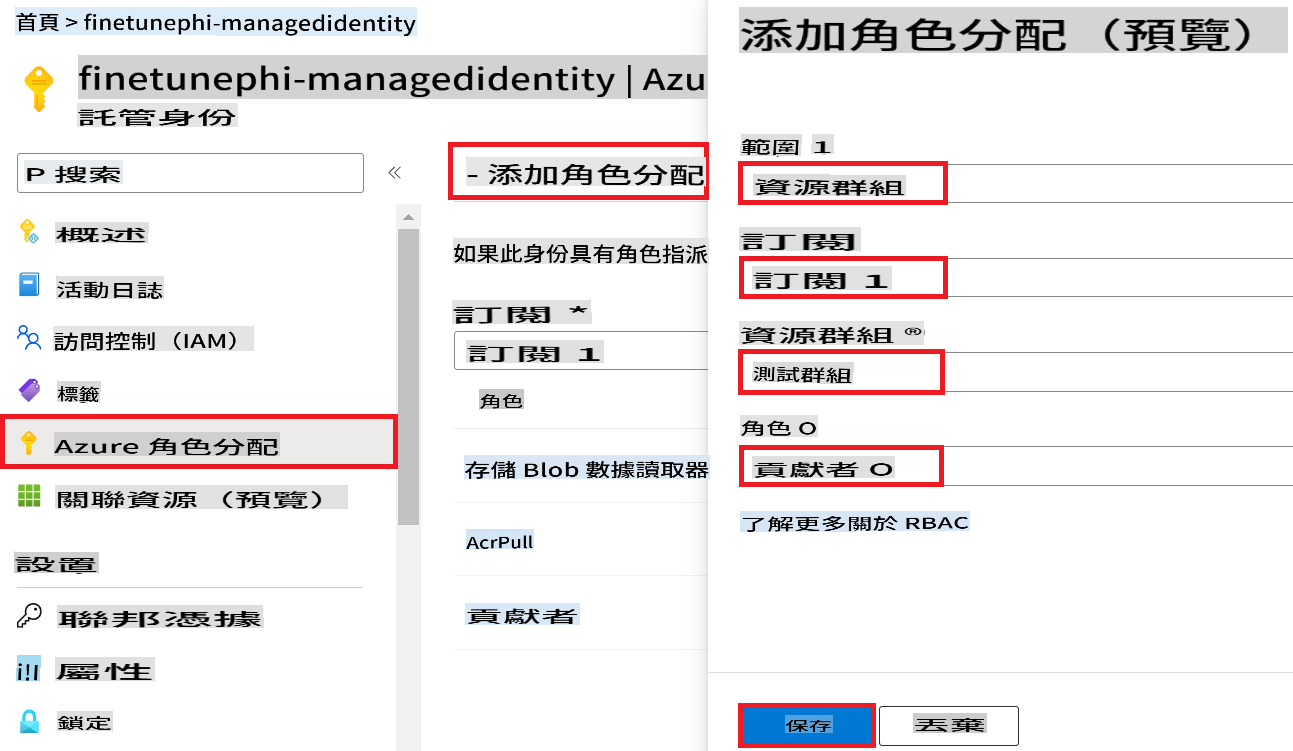 首頁 > finetunephi-managedidentity
finetunephi-managedidentity | Azu
託管身份
P 搜索
概述
活動日誌
訪問控制（IAM）
標籤
Azure 角色分配
關聯資源（預覽）
設置
聯邦憑據
屬性
鎖定
- 添加角色分配
如果此身份具有角色指派
訂閱 *
訂閱 1
角色
存儲 Blob 數據讀取器
AcrPull
貢獻者
添加角色分配（預覽）
範圍 1
資源群組
訂閱
訂閱 1
資源群組 ®
測試群組
角色 O
貢獻者 O
了解更多關於 RBAC
保存
丟棄